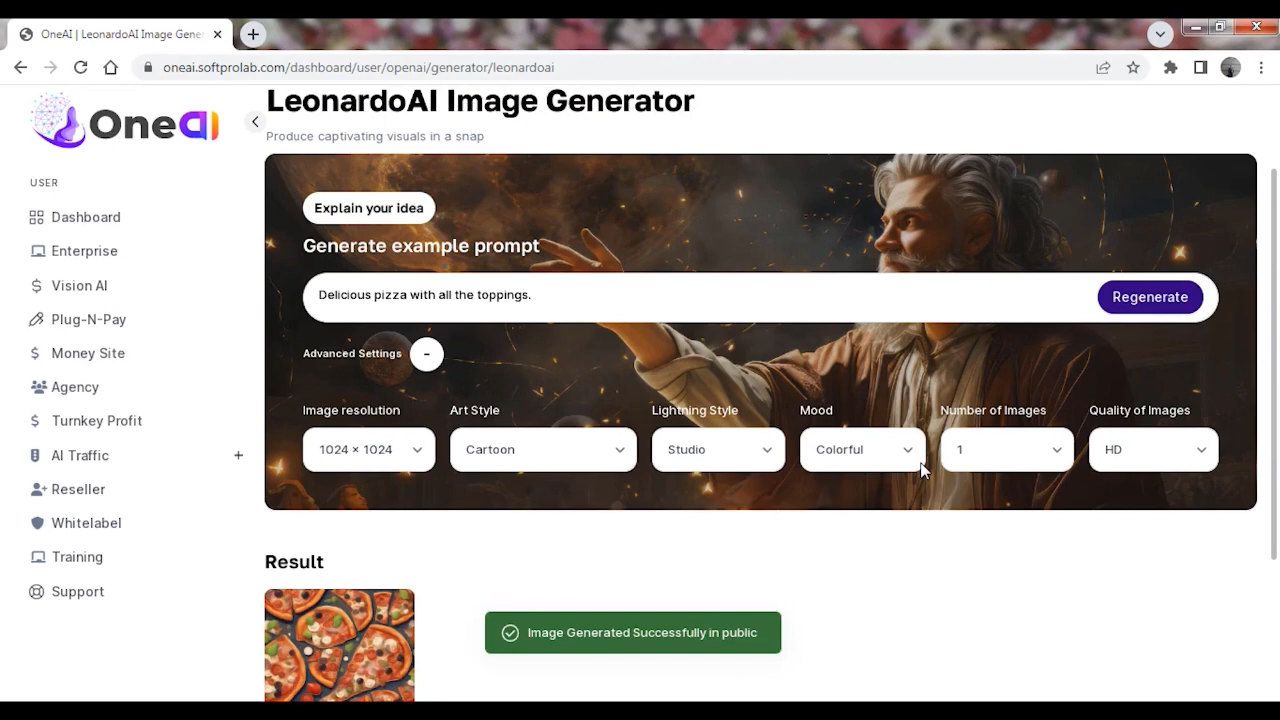 OneAI | LeonardoAI Image Gener
oneai.softprolab.com/dashboard/user/openai/generator/leonardoai
OneAI
USER
Dashboard
Enterprise
Vision AI
Plug-N-Pay
Money Site
Agency
Turnkey Profit
AI Traffic
Reseller
Whitelabel
Training
Support
LeonardoAI Image Generator
Produce captivating visuals in a snap
Explain your idea
Generate example prompt
Delicious pizza with all the toppings.
Regenerate
Advanced Settings -
Image resolution Art Style Lightning Style Mood Number of Images Quality of Images
1024 × 1024 Cartoon Studio Colorful 1 HD
Result
Image Generated Successfully in public